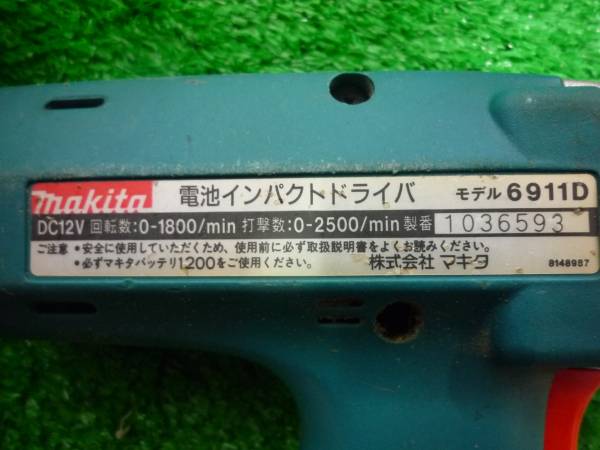 makita 電池インパクトドライバ モデル 6911D
DC12V 回転数:0-1800/min 打撃数:0-2500/min 製番 1036593
ご注意 •安全に使用していただくため、使用前に必ず取扱説明書をよくお読みください。
•必ずマキタバッテリ1200をご使用ください。 株式会社 マキタ 8148957